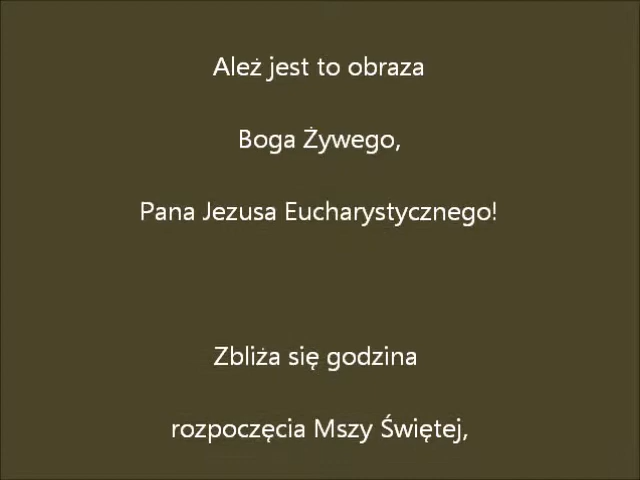 Ależ jest to obraza
Boga Żywego,
Pana Jezusa Eucharystycznego!
Zbliża się godzina
rozpoczęcia Mszy Świętej,